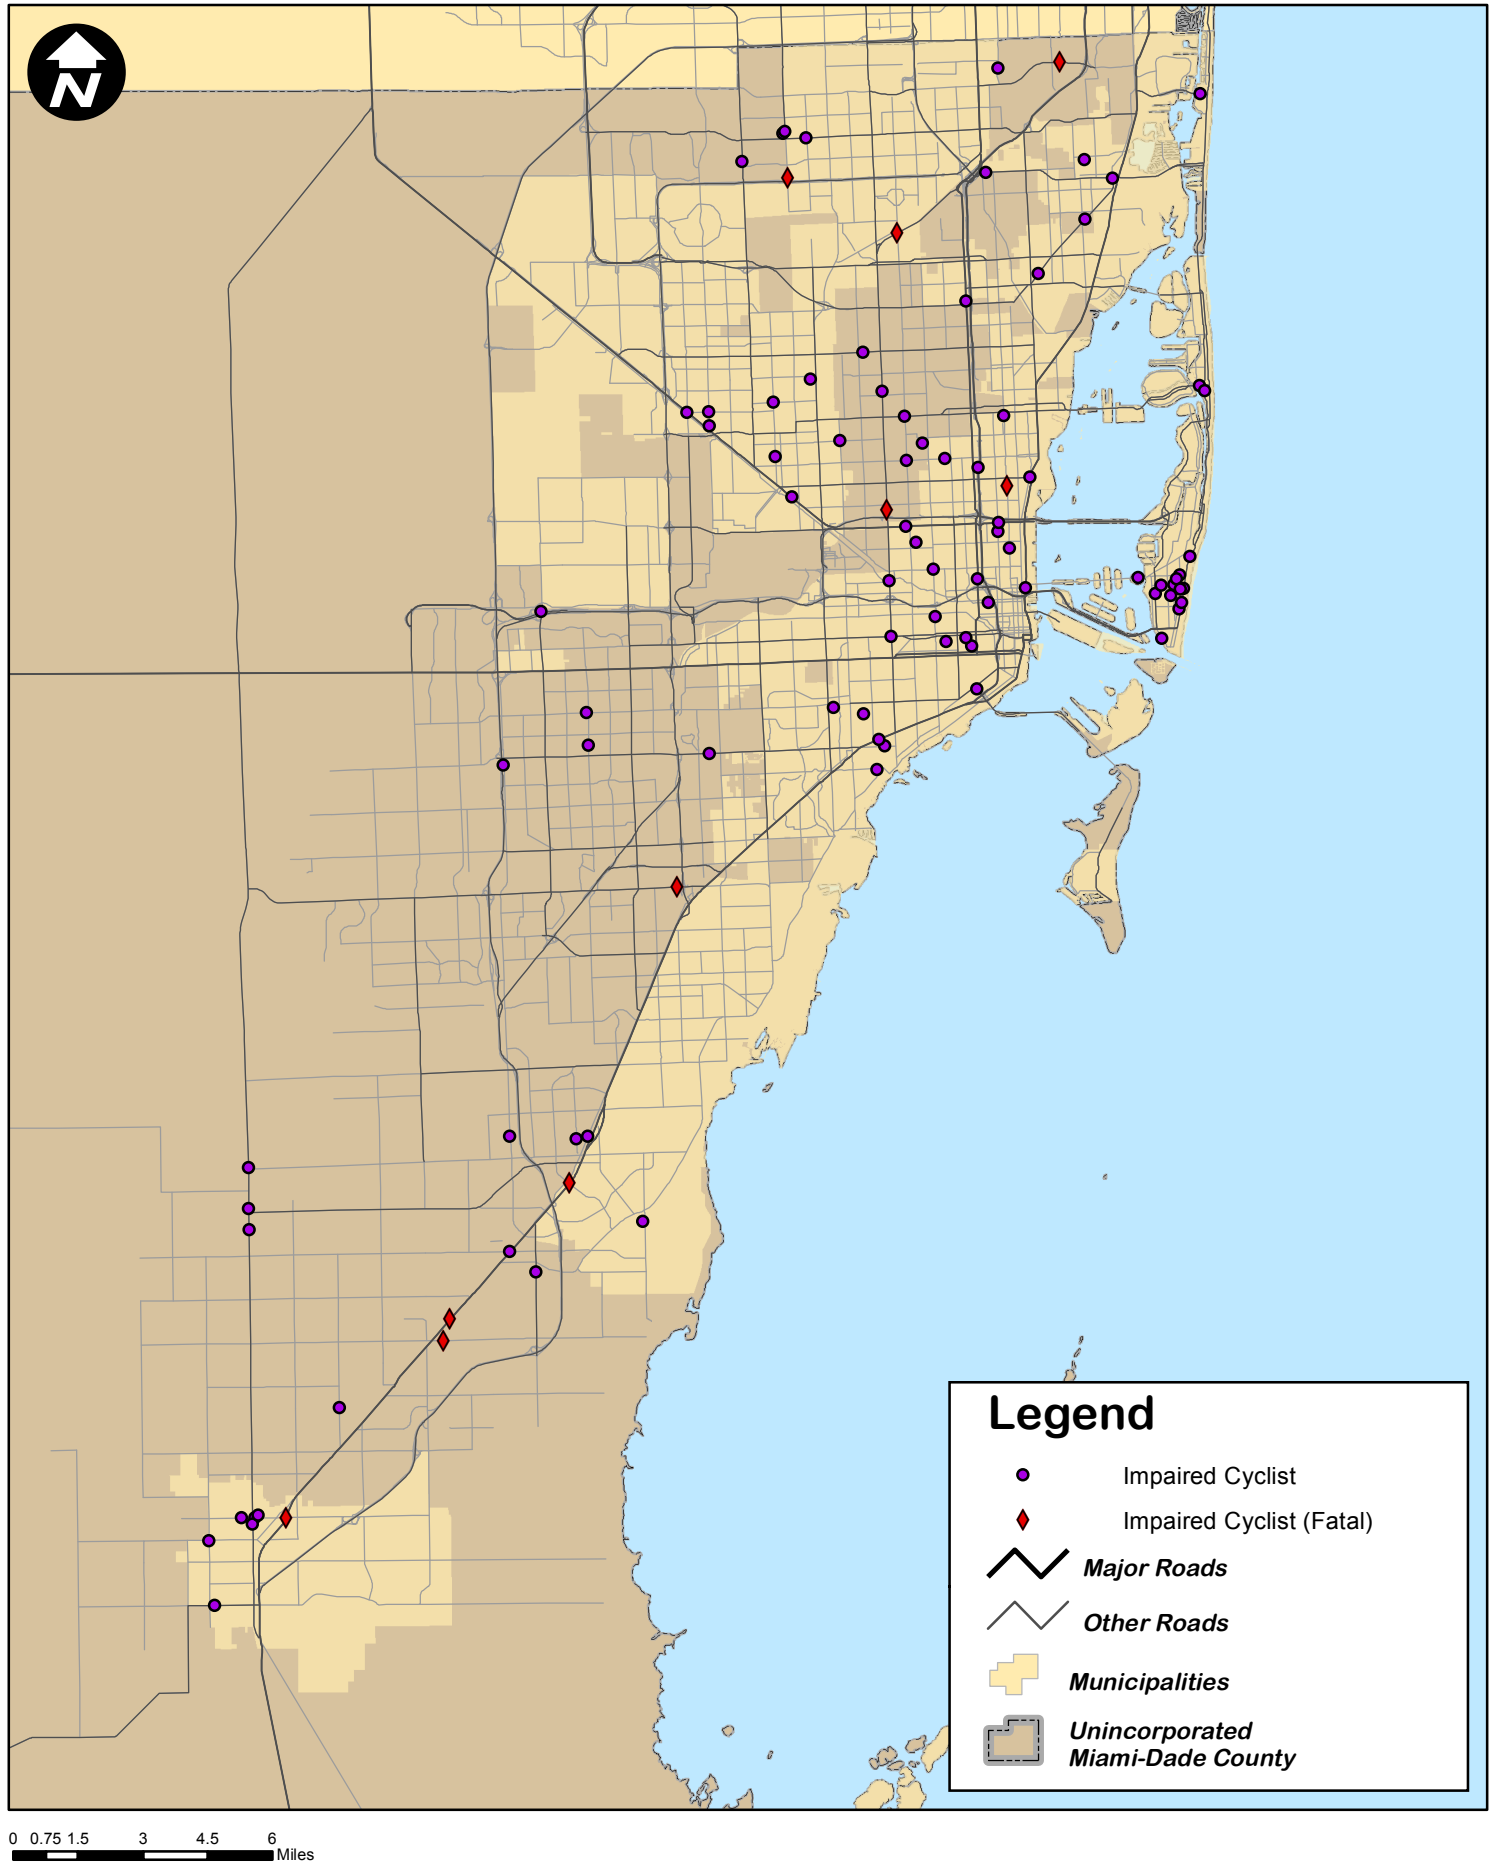 N
Legend
Impaired Cyclist
Impaired Cyclist (Fatal)
Major Roads
Other Roads
Municipalities
Unincorporated
Miami-Dade County
0 0.75 1.5 3 4.5 6
Miles